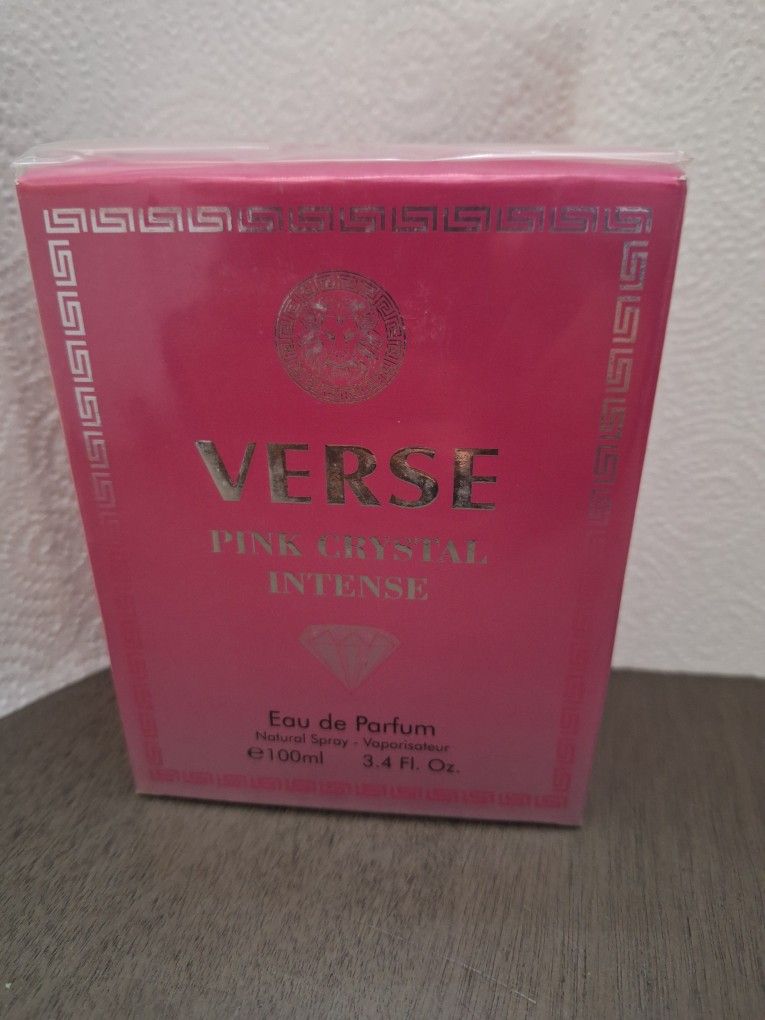 VERSE
PINK CRYSTAL
INTENSE
Eau de Parfum
Natural Spray - Vaporisateur
℮100ml 3.4 Fl. Oz.